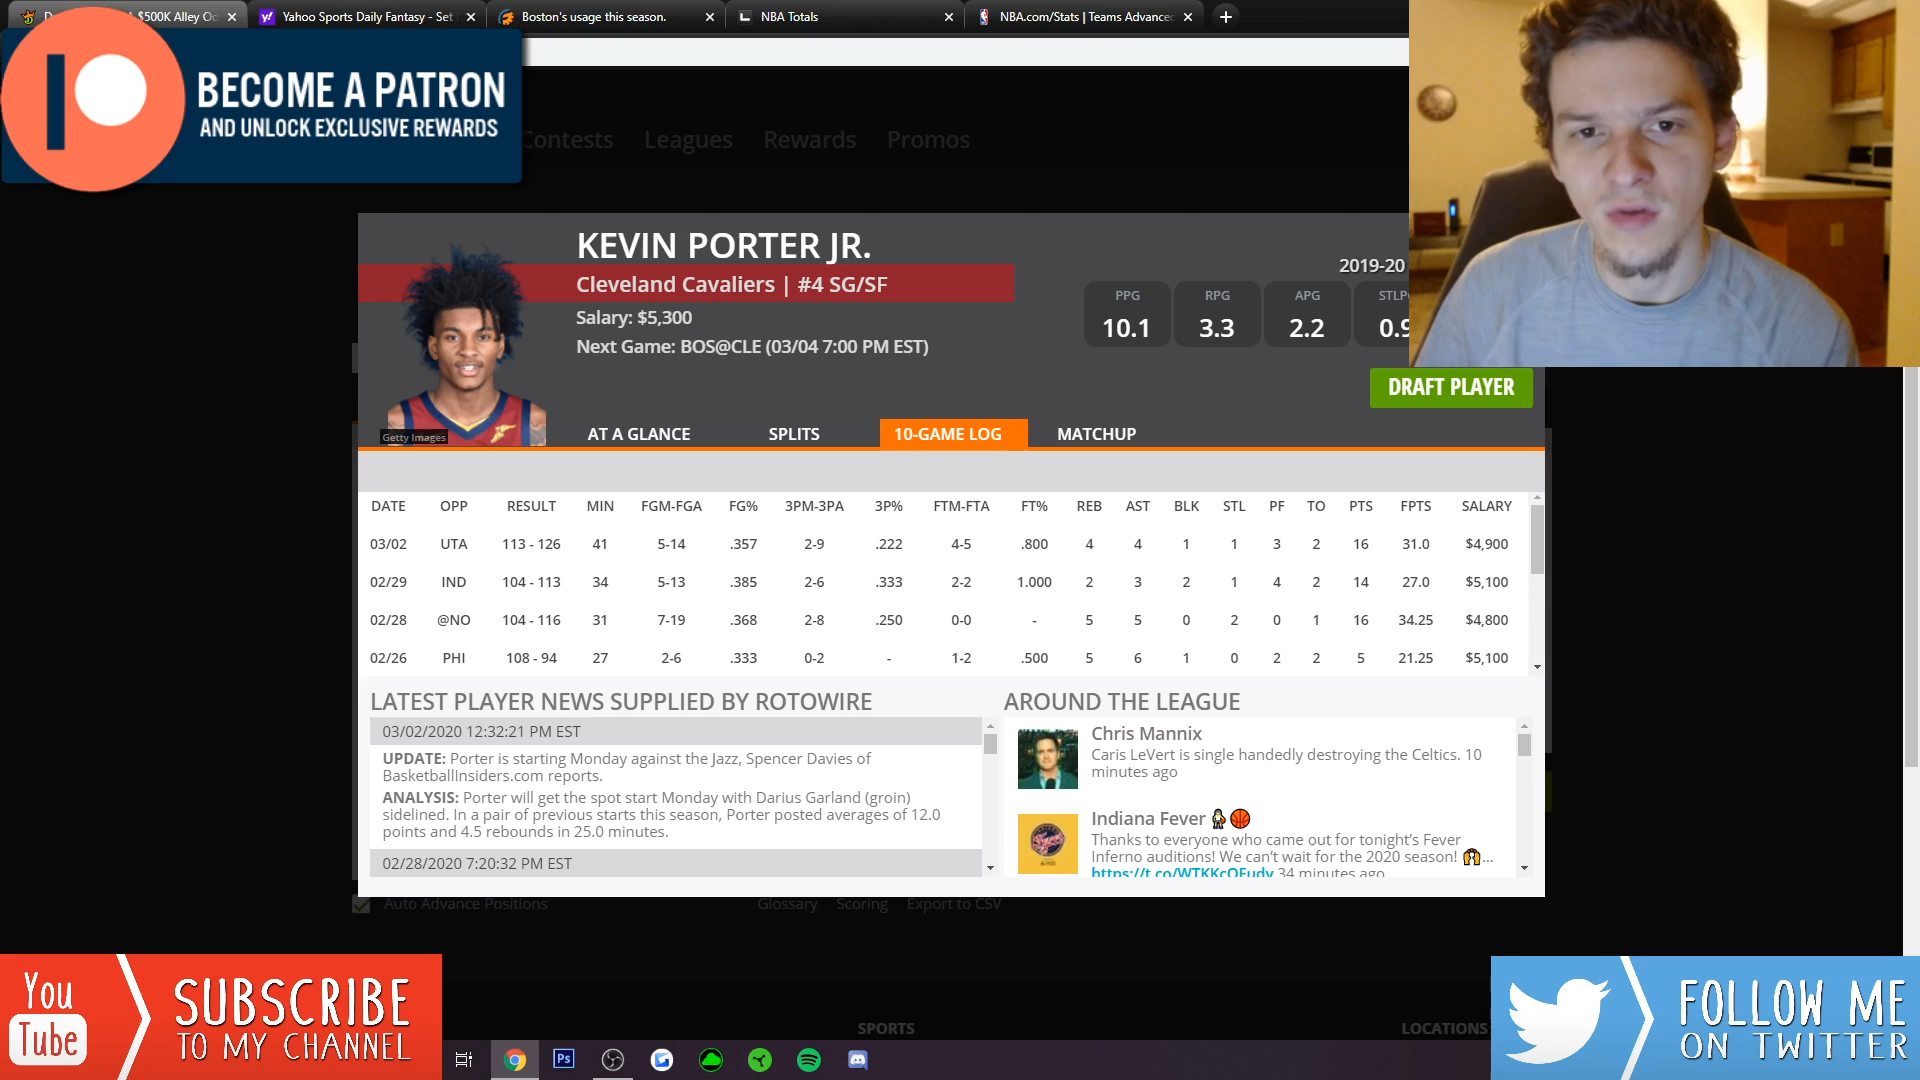 $500K Alley Oo
Yahoo Sports Daily Fantasy - Set
Boston's usage this season.
NBA Totals
NBA.com/Stats | Teams Advanced
BECOME A PATRON
AND UNLOCK EXCLUSIVE REWARDS
Contests Leagues Rewards Promos
KEVIN PORTER JR.
Cleveland Cavaliers | #4 SG/SF
Salary: $5,300
Next Game: BOS@CLE (03/04 7:00 PM EST)
2019-20
PPG RPG APG STLP
10.1 3.3 2.2 0.9
DRAFT PLAYER
Getty Images
AT A GLANCE SPLITS 10-GAME LOG MATCHUP
DATE OPP RESULT MIN FGM-FGA FG% 3PM-3PA 3P% FTM-FTA FT% REB AST BLK STL PF TO PTS FPTS SALARY
03/02 UTA 113 - 126 41 5-14 .357 2-9 .222 4-5 .800 4 4 1 1 3 2 16 31.0 $4,900
02/29 IND 104 - 113 34 5-13 .385 2-6 .333 2-2 1.000 2 3 2 1 4 2 14 27.0 $5,100
02/28 @NO 104 - 116 31 7-19 .368 2-8 .250 0-0 - 5 5 0 2 0 1 16 34.25 $4,800
02/26 PHI 108 - 94 27 2-6 .333 0-2 - 1-2 .500 5 6 1 0 2 2 5 21.25 $5,100
LATEST PLAYER NEWS SUPPLIED BY ROTOWIRE
03/02/2020 12:32:21 PM EST
UPDATE: Porter is starting Monday against the Jazz, Spencer Davies of
BasketballInsiders.com reports.
ANALYSIS: Porter will get the spot start Monday with Darius Garland (groin)
sidelined. In a pair of previous starts this season, Porter posted averages of 12.0
points and 4.5 rebounds in 25.0 minutes.
02/28/2020 7:20:32 PM EST
AROUND THE LEAGUE
Chris Mannix
Caris LeVert is single handedly destroying the Celtics. 10
minutes ago
Indiana Fever
Thanks to everyone who came out for tonight's Fever
Inferno auditions! We can't wait for the 2020 season! ...
https://t.co/WTKKcOFudy 34 minutes ago
Auto Advance Positions
Glossary Scoring Export to CSV
You
Tube
SUBSCRIBE
TO MY CHANNEL
SPORTS
LOCATIONS
Ps
FOLLOW ME
ON TWITTER